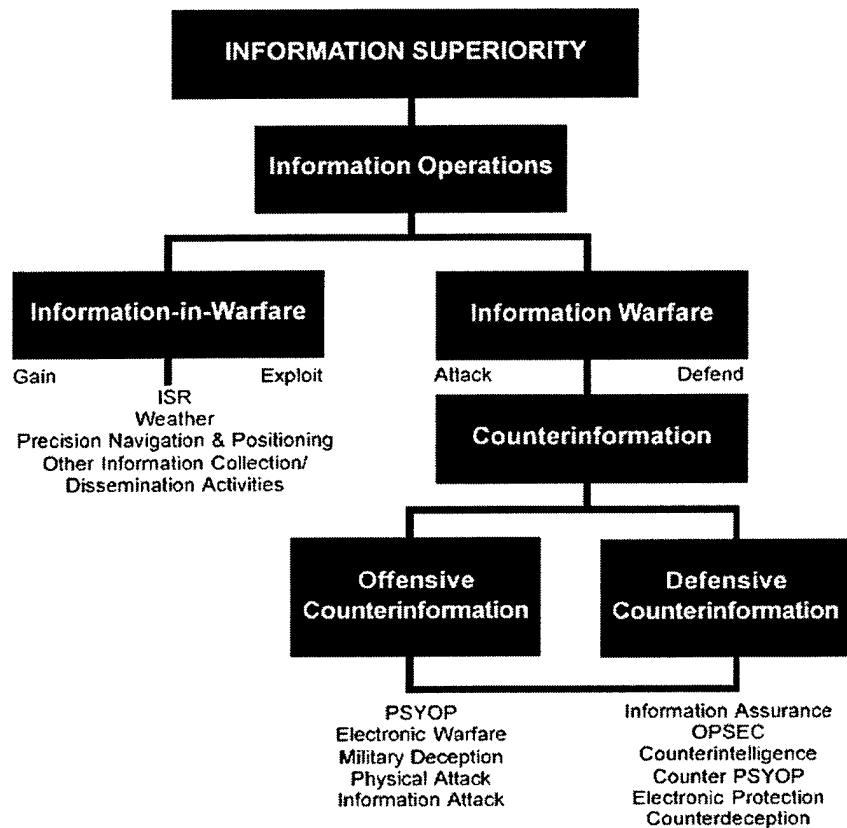 INFORMATION SUPERIORITY
Information Operations
Information-in-Warfare
Information Warfare
Gain
Exploit
ISR
Weather
Precision Navigation & Positioning
Other Information Collection/
Dissemination Activities
Attack
Defend
Counterinformation
Offensive
Counterinformation
Defensive
Counterinformation
PSYOP
Electronic Warfare
Military Deception
Physical Attack
Information Attack
Information Assurance
OPSEC
Counterintelligence
Counter PSYOP
Electronic Protection
Counterdeception